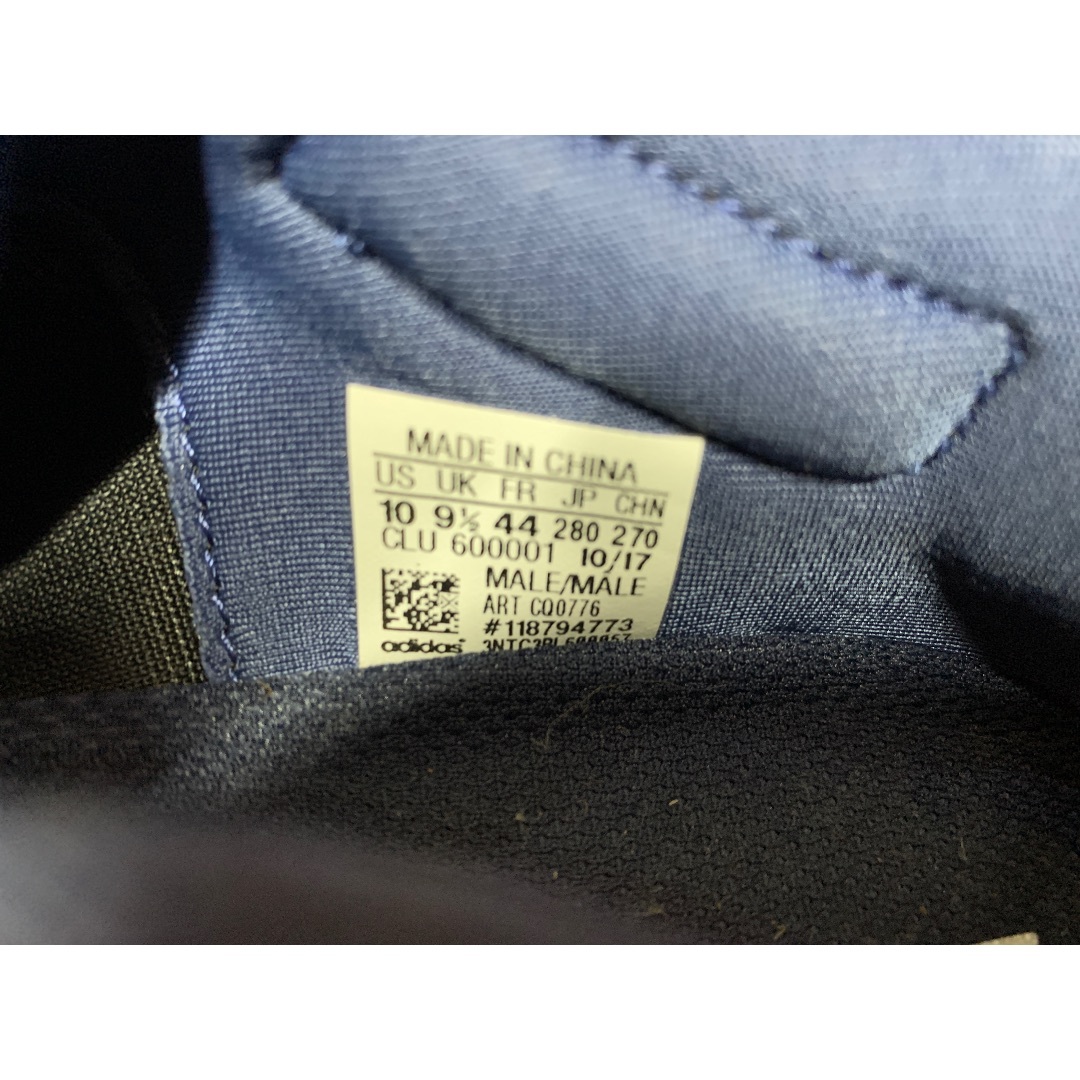 MADE IN CHINA
US UK FR JP CHN
10 9½ 44 280 270
CLU 600001 10/17
MALE/MALE
ART CQ0776
#118794773
adidas